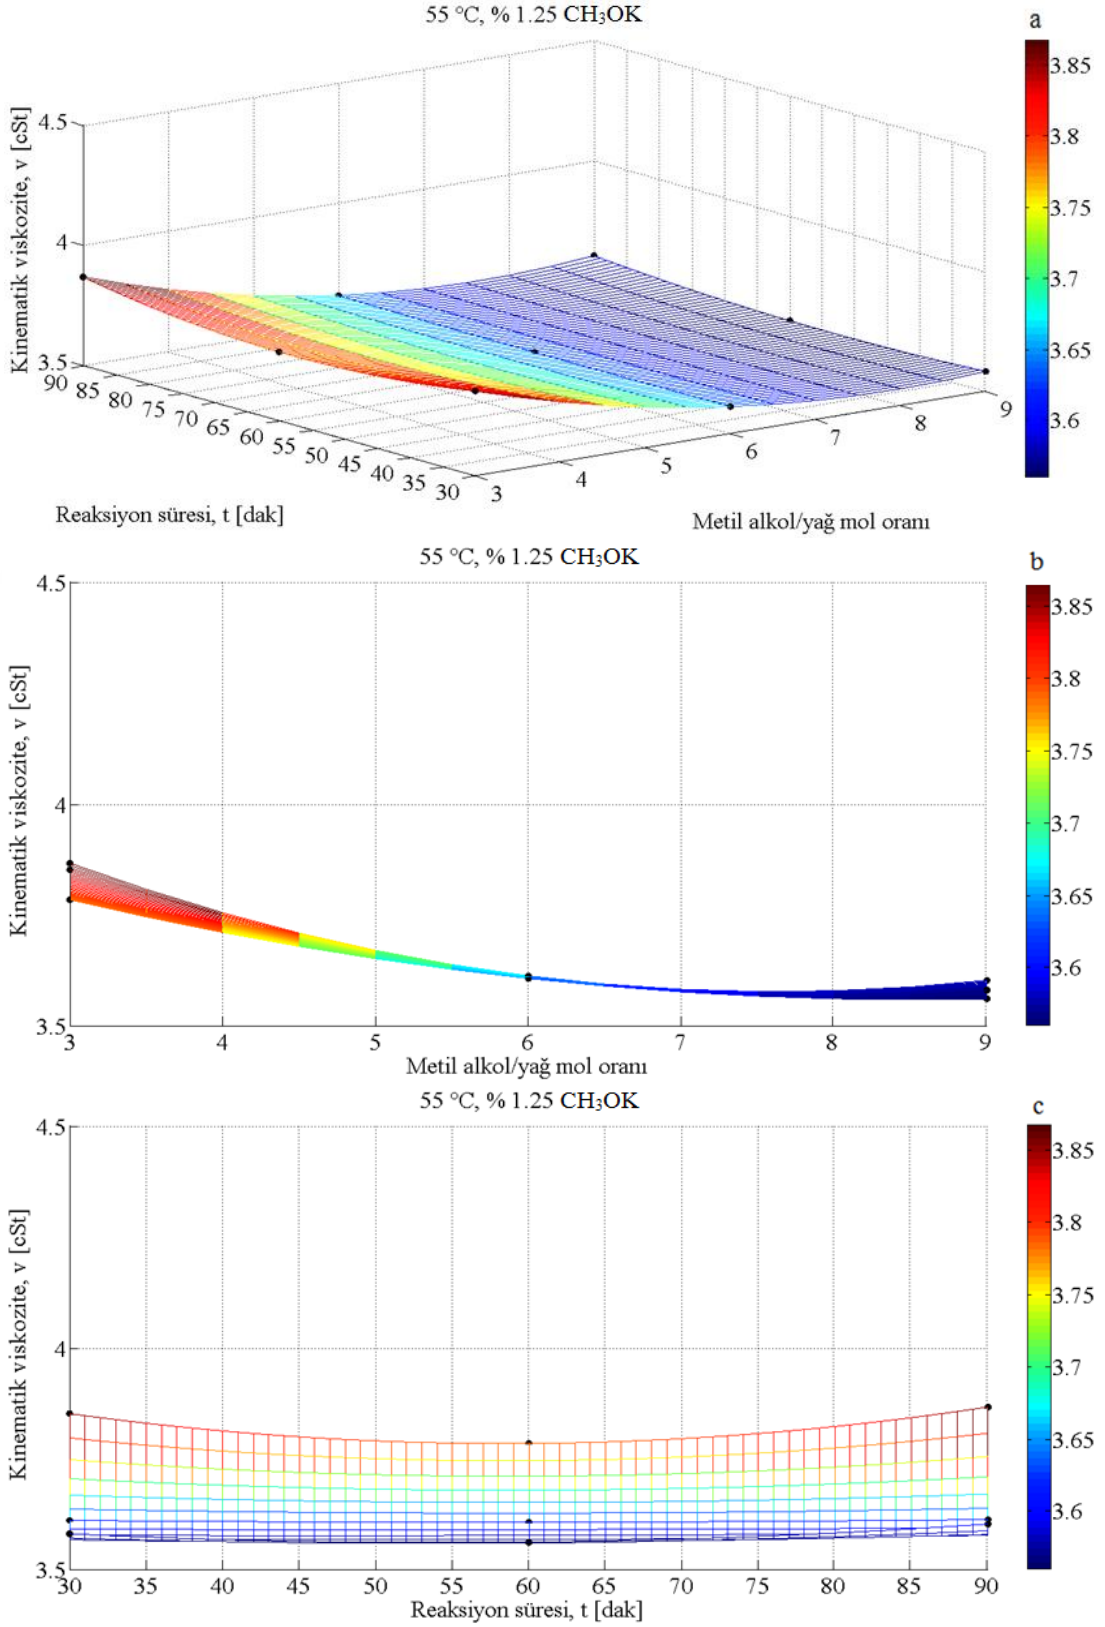 55 °C, % 1.25 CH₃OK
a
Kinematik viskozite, v [cSt]
4.5
4
3.5
90 85 80 75 70 65 60 55 50 45 40 35 30
3 4 5 6 7 8 9
Reaksiyon süresi, t [dak]
Metil alkol/yağ mol oranı
3.85
3.8
3.75
3.7
3.65
3.6
55 °C, % 1.25 CH₃OK
b
Kinematik viskozite, v [cSt]
4.5
4
3.5
3 4 5 6 7 8 9
Metil alkol/yağ mol oranı
3.85
3.8
3.75
3.7
3.65
3.6
55 °C, % 1.25 CH₃OK
c
Kinematik viskozite, v [cSt]
4.5
4
3.5
30 35 40 45 50 55 60 65 70 75 80 85 90
Reaksiyon süresi, t [dak]
3.85
3.8
3.75
3.7
3.65
3.6